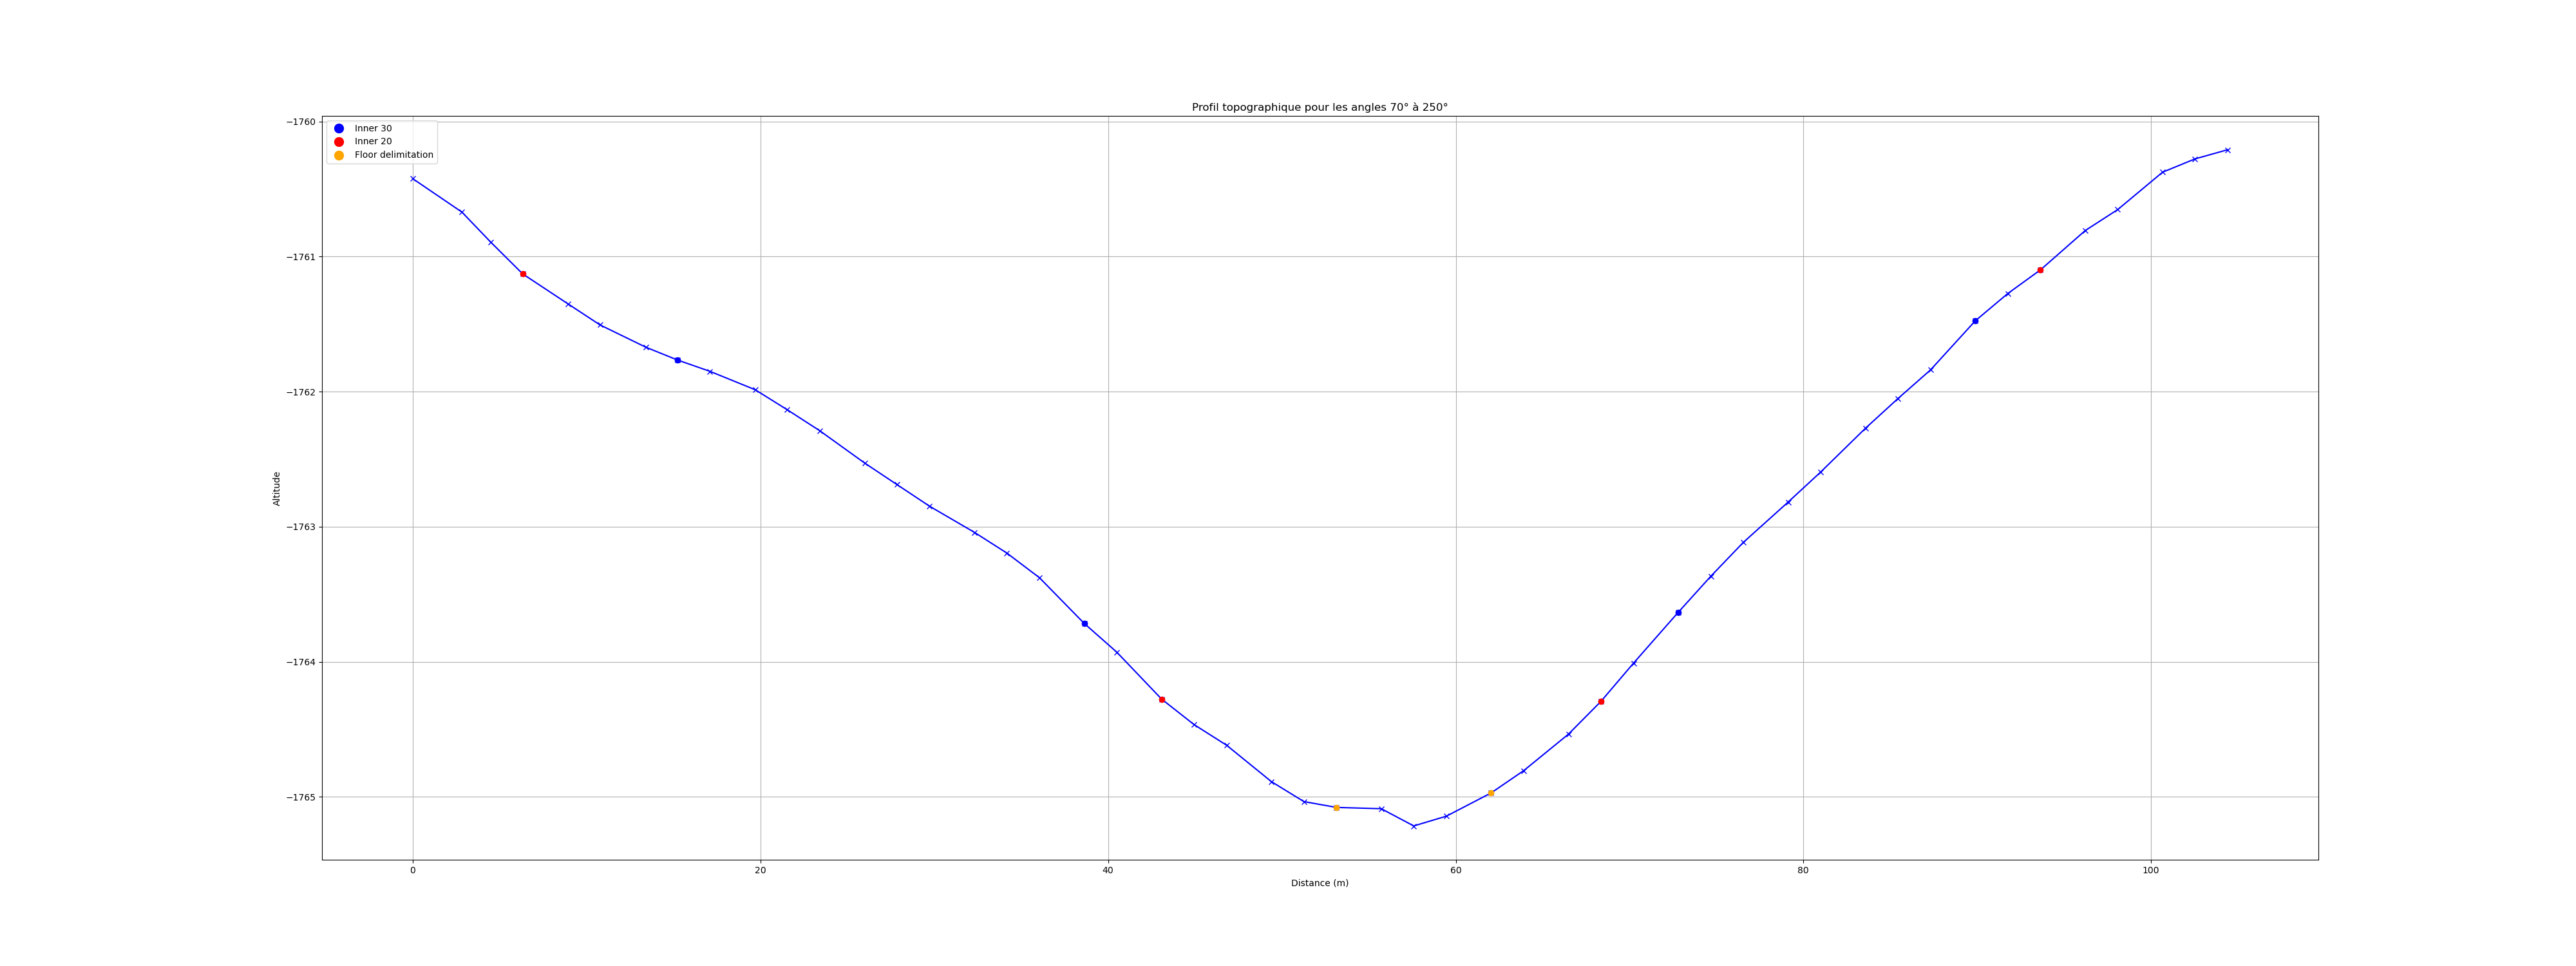 Profil topographique pour les angles 70° à 250°
Inner 30
Inner 20
Floor delimitation
Altitude
−1760
−1761
−1762
−1763
−1764
−1765
0
20
40
60
80
100
Distance (m)